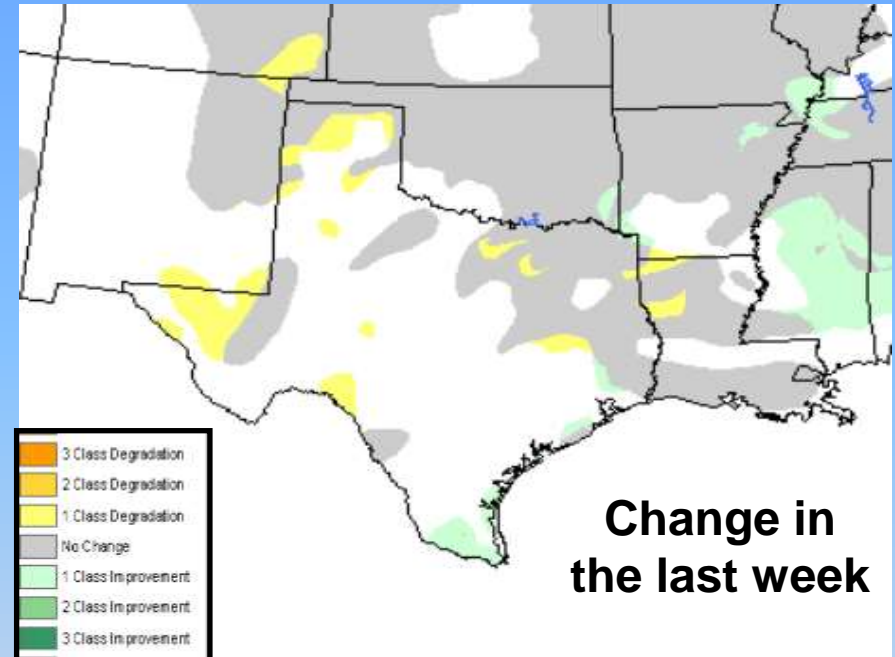 3 Class Degradation
2 Class Degradation
1 Class Degradation
No Change
1 Class Improvement
2 Class Improvement
3 Class Improvement
Change in
the last week